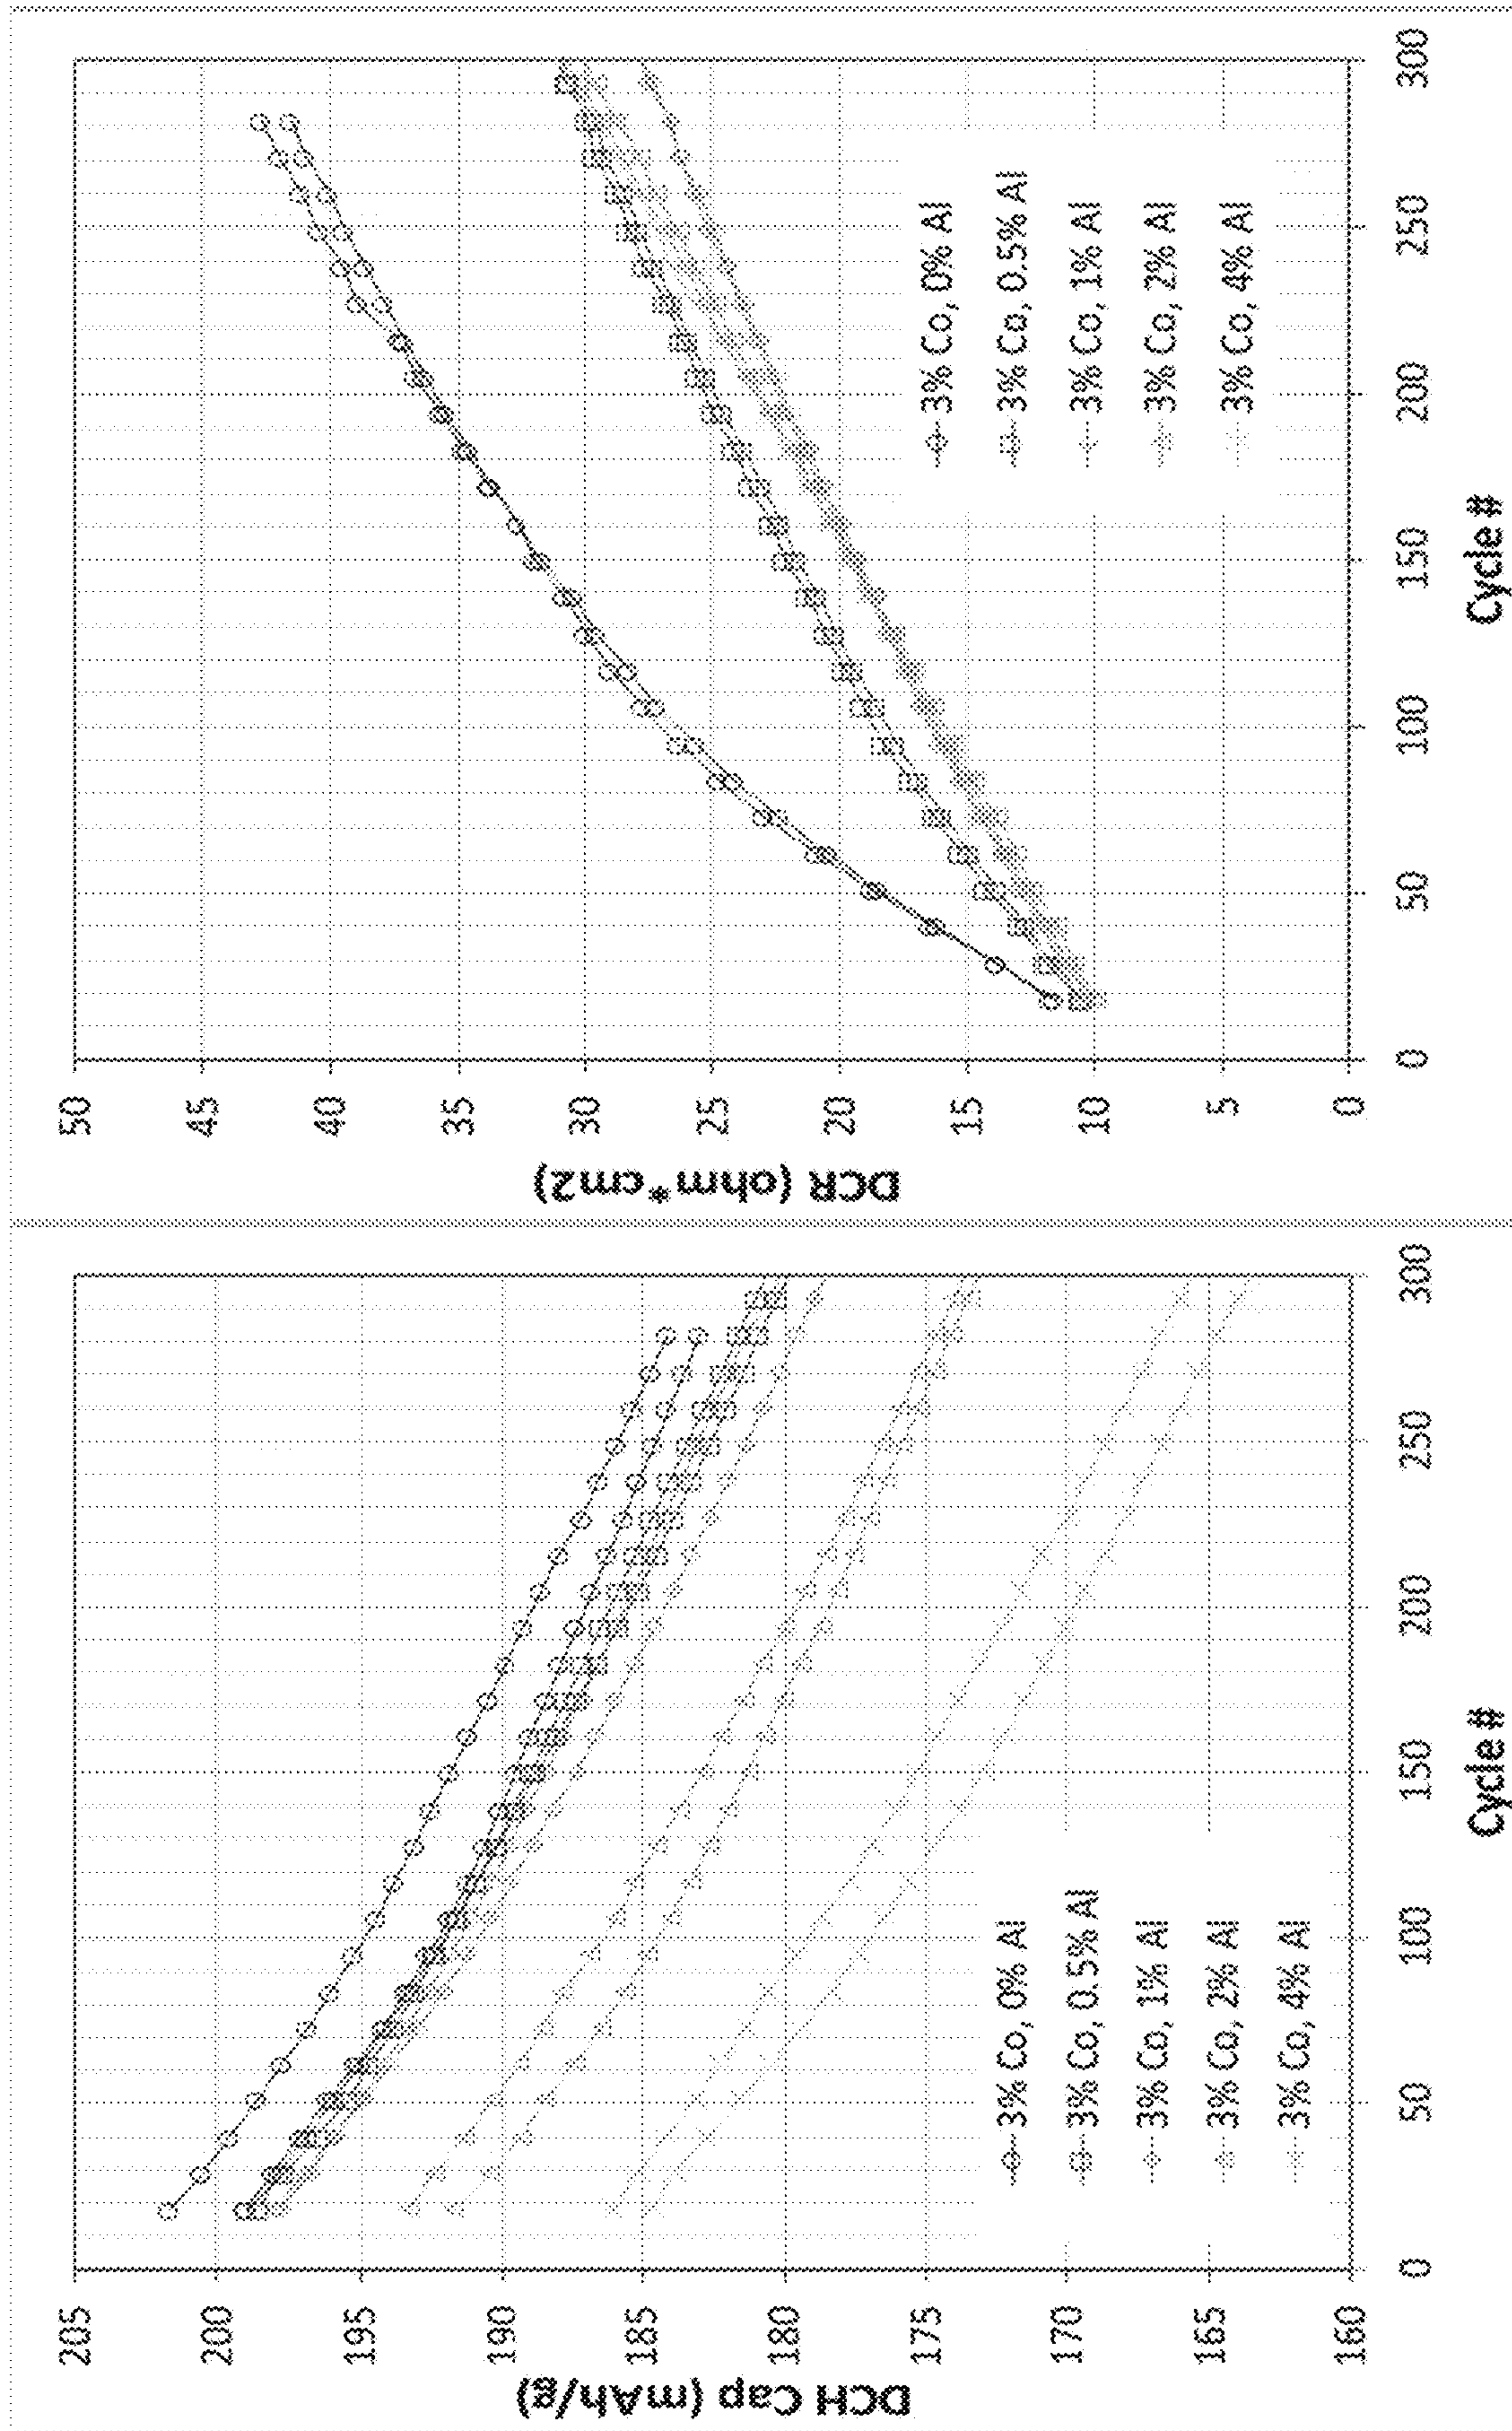 DCH Cap (mAh/g)
205
200
195
190
185
180
175
170
165
160
3% Co, 0% Al
3% Co, 0.5% Al
3% Co, 1% Al
3% Co, 2% Al
3% Co, 4% Al
0
50
100
150
200
250
300
Cycle #
DCR (ohm*cm2)
50
45
40
35
30
25
20
15
10
5
0
3% Co, 0% Al
3% Co, 0.5% Al
3% Co, 1% Al
3% Co, 2% Al
3% Co, 4% Al
0
50
100
150
200
250
300
Cycle #